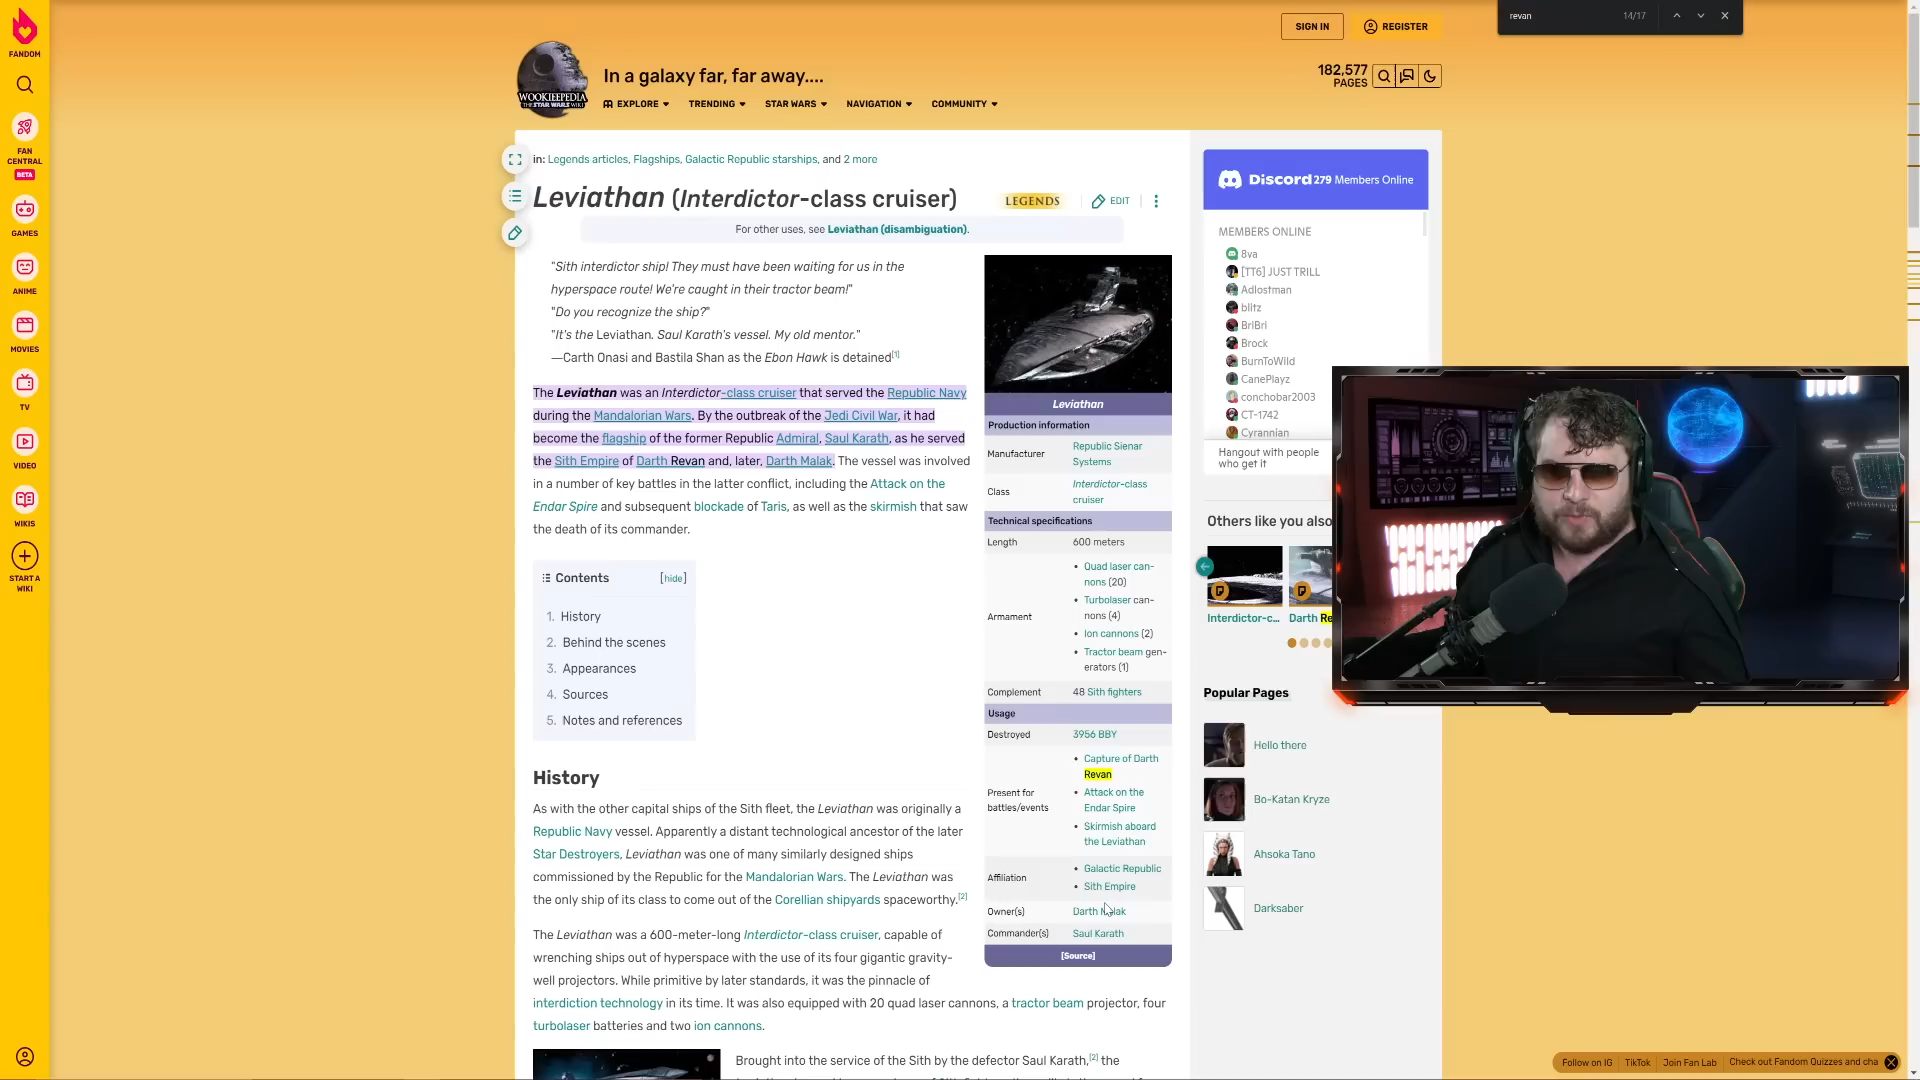 FANDOM
FAN
CENTRAL
BETA
GAMES
ANIME
MOVIES
TV
VIDEO
WIKIS
START A
WIKI
revan
14/17
SIGN IN
REGISTER
WOOKIEEPEDIA
THE STAR WARS WIKI
In a galaxy far, far away....
182,577
PAGES
EXPLORE
TRENDING
STAR WARS
NAVIGATION
COMMUNITY
in: Legends articles, Flagships, Galactic Republic starships, and 2 more
Leviathan (Interdictor-class cruiser)
LEGENDS
EDIT
For other uses, see Leviathan (disambiguation).
"Sith interdictor ship! They must have been waiting for us in the
hyperspace route! We're caught in their tractor beam!"
"Do you recognize the ship?"
"It's the Leviathan. Saul Karath's vessel. My old mentor."
—Carth Onasi and Bastila Shan as the Ebon Hawk is detained[1]
The Leviathan was an Interdictor-class cruiser that served the Republic Navy
during the Mandalorian Wars. By the outbreak of the Jedi Civil War, it had
become the flagship of the former Republic Admiral, Saul Karath, as he served
the Sith Empire of Darth Revan and, later, Darth Malak. The vessel was involved
in a number of key battles in the latter conflict, including the Attack on the
Endar Spire and subsequent blockade of Taris, as well as the skirmish that saw
the death of its commander.
Contents [hide]
1. History
2. Behind the scenes
3. Appearances
4. Sources
5. Notes and references
History
As with the other capital ships of the Sith fleet, the Leviathan was originally a
Republic Navy vessel. Apparently a distant technological ancestor of the later
Star Destroyers, Leviathan was one of many similarly designed ships
commissioned by the Republic for the Mandalorian Wars. The Leviathan was
the only ship of its class to come out of the Corellian shipyards spaceworthy.[2]
The Leviathan was a 600-meter-long Interdictor-class cruiser, capable of
wrenching ships out of hyperspace with the use of its four gigantic gravity-
well projectors. While primitive by later standards, it was the pinnacle of
interdiction technology in its time. It was also equipped with 20 quad laser cannons, a tractor beam projector, four
turbolaser batteries and two ion cannons.
Brought into the service of the Sith by the defector Saul Karath,[2] the
Leviathan
Production information
Manufacturer
Republic Sienar
Systems
Class
Interdictor-class
cruiser
Technical specifications
Length
600 meters
Armament
Quad laser can-
nons (20)
Turbolaser can-
nons (4)
Ion cannons (2)
Tractor beam gen-
erators (1)
Complement
48 Sith fighters
Usage
Destroyed
3956 BBY
Present for
battles/events
Capture of Darth
Revan
Attack on the
Endar Spire
Skirmish aboard
the Leviathan
Affiliation
Galactic Republic
Sith Empire
Owner(s)
Darth Malak
Commander(s)
Saul Karath
[Source]
Discord 279 Members Online
MEMBERS ONLINE
8va
[TT6] JUST TRILL
Adlostman
blitz
BriBri
Brock
BurnToWild
CanePlayz
conchobar2003
CT-1742
Cyrannian
Hangout with people
who get it
Others like you also
Interdictor-c...
Darth Re
Popular Pages
Hello there
Bo-Katan Kryze
Ahsoka Tano
Darksaber
Follow on IG
TikTok
Join Fan Lab
Check out Fandom Quizzes and cha